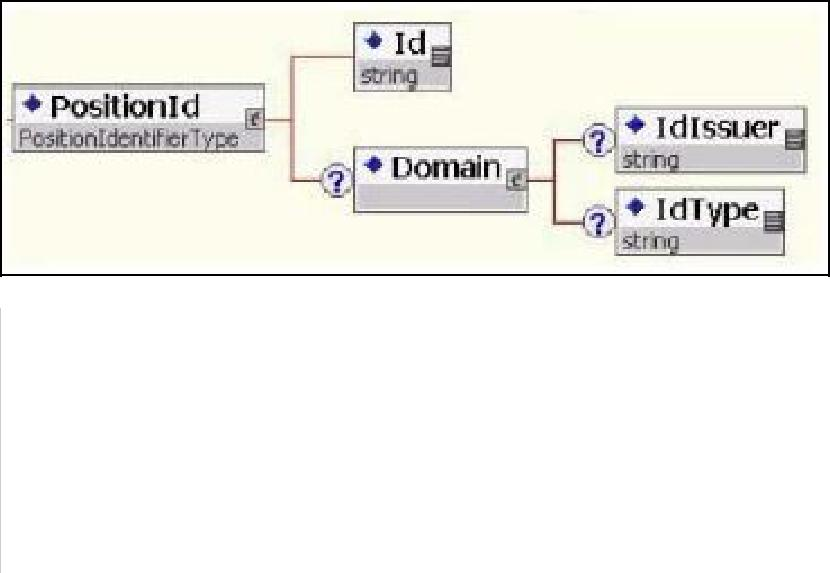 Id
string
PositionId
PositionIdentifierType
?
Domain
?
IdIssuer
string
?
IdType
string